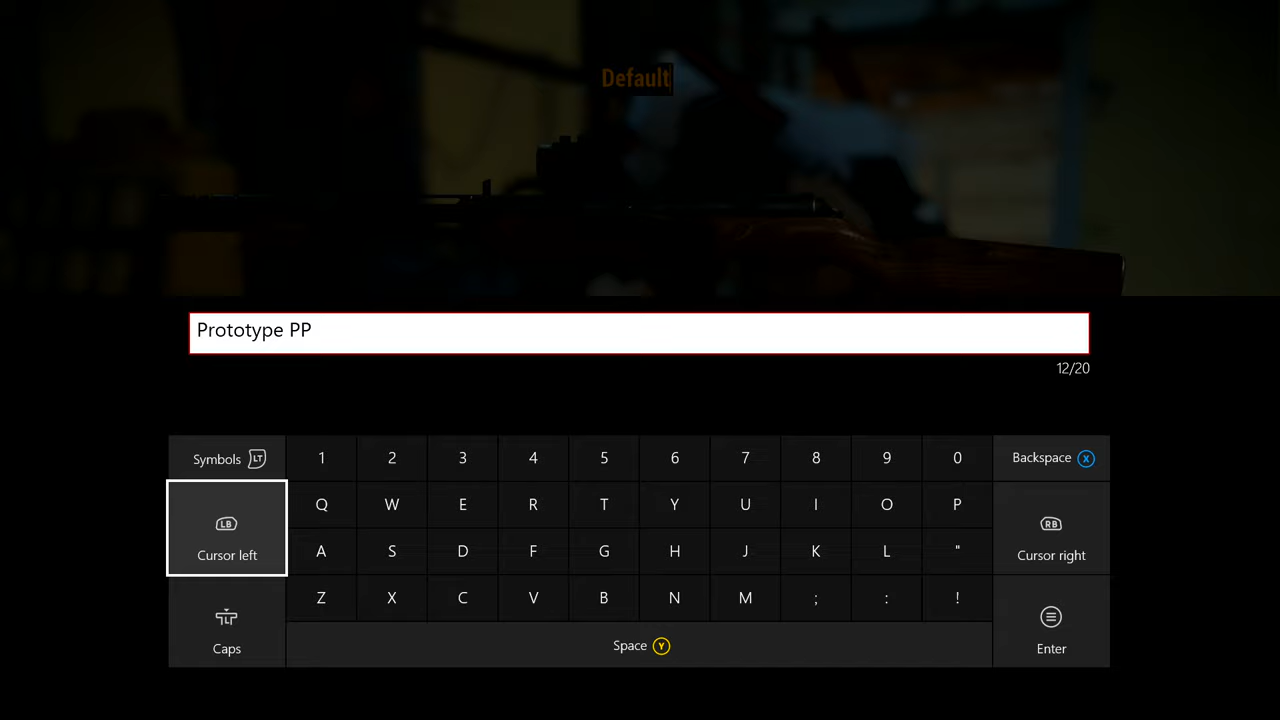 Default
Prototype PP
12/20
Symbols LT 1 2 3 4 5 6 7 8 9 0 Backspace X
LB Cursor left Q W E R T Y U I O P RB Cursor right
A S D F G H J K L "
LT Caps Z X C V B N M ; : ! Enter
Space Y